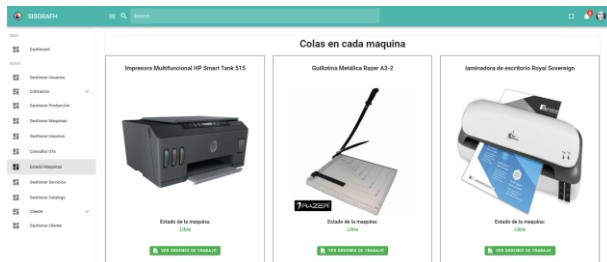 SISGRAFH
Search
INICIO
Dashboard
Gestionar Usuarios
Cotización
Gestionar Producción
Gestionar Maquinas
Gestionar Insumos
Consultar OTs
Estado Maquinas
Gestionar Servicios
Gestionar Catalogo
Cliente
Gestionar Cliente
Colas en cada maquina
Impresora Multifuncional HP Smart Tank 515
Estado de la maquina:
Libre
VER ORDENES DE TRABAJO
Guillotina Metálica Razer A3-2
RAZER
Estado de la maquina:
Libre
VER ORDENES DE TRABAJO
laminadora de escritorio Royal Sovereign
Estado de la maquina:
Libre
VER ORDENES DE TRABAJO